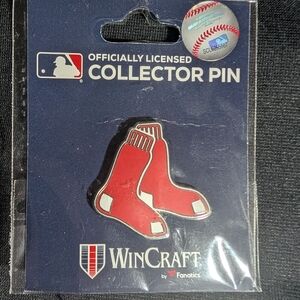 OFFICIALLY LICENSED
COLLECTOR PIN
WINCRAFT
by Fanatics